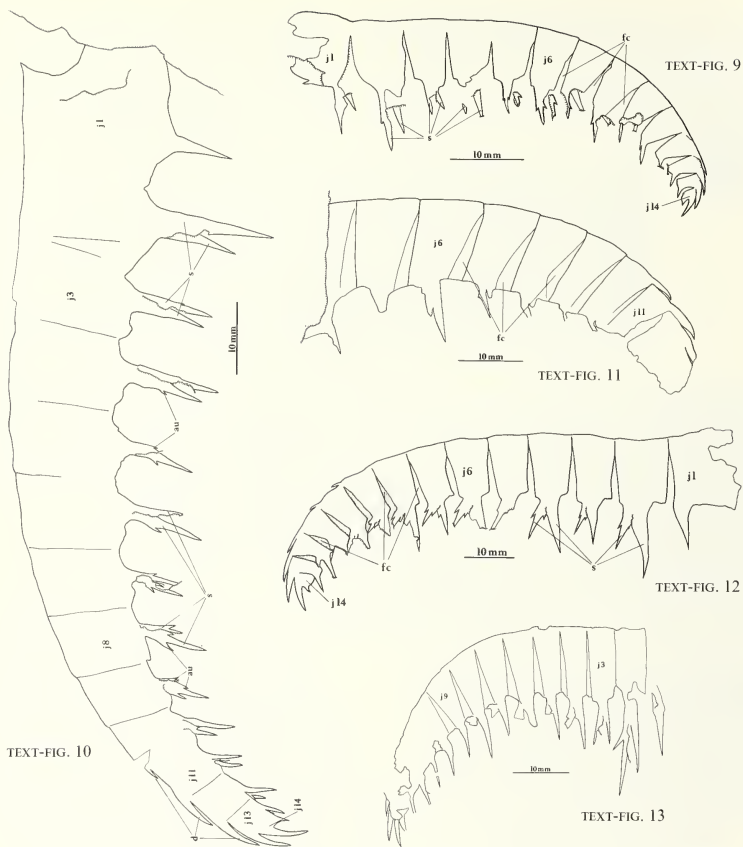 j1
j6
fc
TEXT-FIG. 9
s
10 mm
j14
j1
s
j3
10 mm
au
s
j8
au
TEXT-FIG. 10
j11
j13
j14
d
j6
j11
fc
10 mm
TEXT-FIG. 11
j6
j1
fc
10 mm
s
j14
TEXT-FIG. 12
j3
j9
10 mm
TEXT-FIG. 13